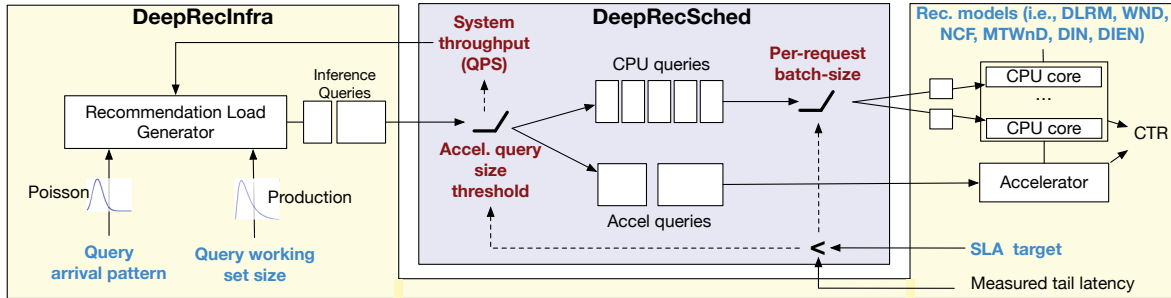 DeepRecInfra
Recommendation Load
Generator
Inference
Queries
Poisson
Production
Query
arrival pattern
Query working
set size
DeepRecSched
System
throughput
(QPS)
Accel. query
size
threshold
CPU queries
Accel queries
Per-request
batch-size
<
Rec. models (i.e., DLRM, WND,
NCF, MTWnD, DIN, DIEN)
CPU core
...
CPU core
Accelerator
CTR
SLA target
Measured tail latency